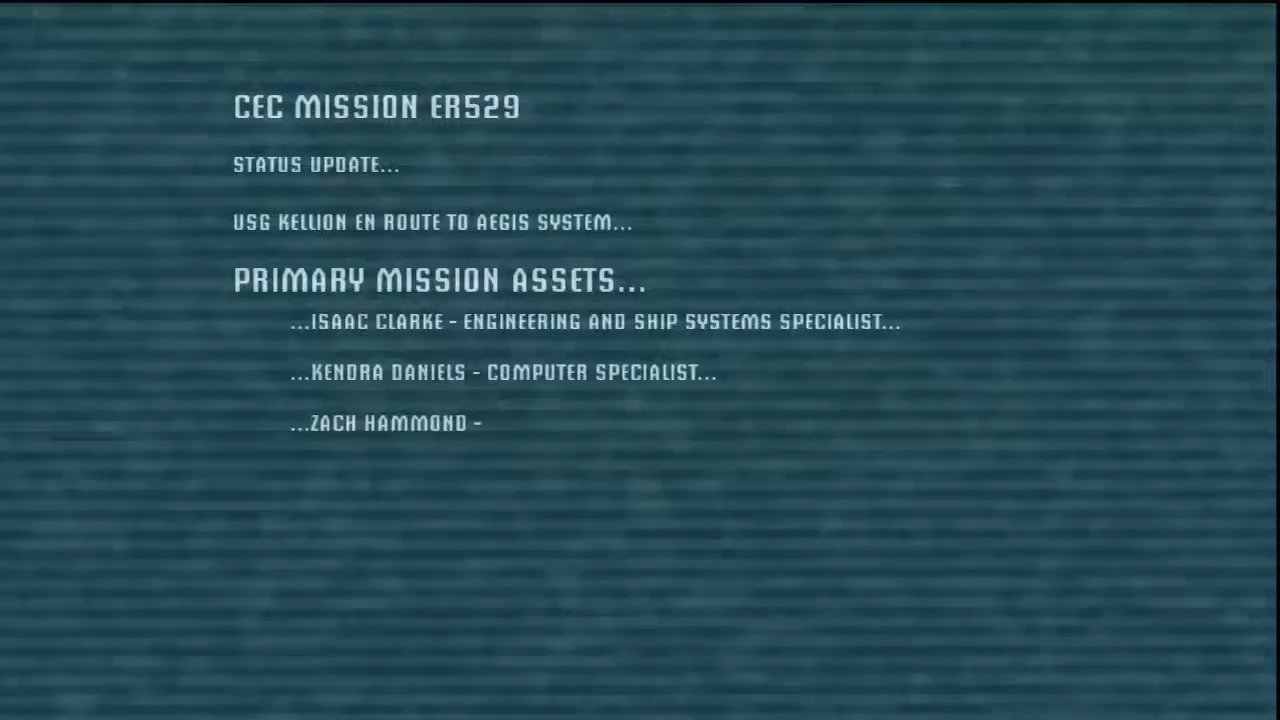 CEC MISSION ER529
STATUS UPDATE...
USG KELLION EN ROUTE TO AEGIS SYSTEM...
PRIMARY MISSION ASSETS...
...ISAAC CLARKE - ENGINEERING AND SHIP SYSTEMS SPECIALIST...
...KENDRA DANIELS - COMPUTER SPECIALIST...
...ZACH HAMMOND -